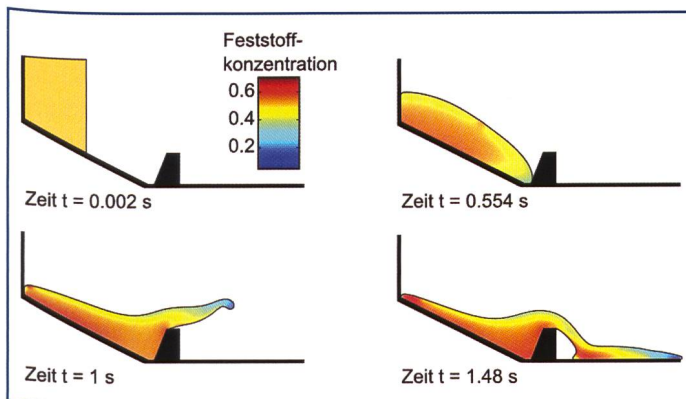 Feststoff-
konzentration
0.6
0.4
0.2
Zeit t = 0.002 s
Zeit t = 0.554 s
Zeit t = 1 s
Zeit t = 1.48 s